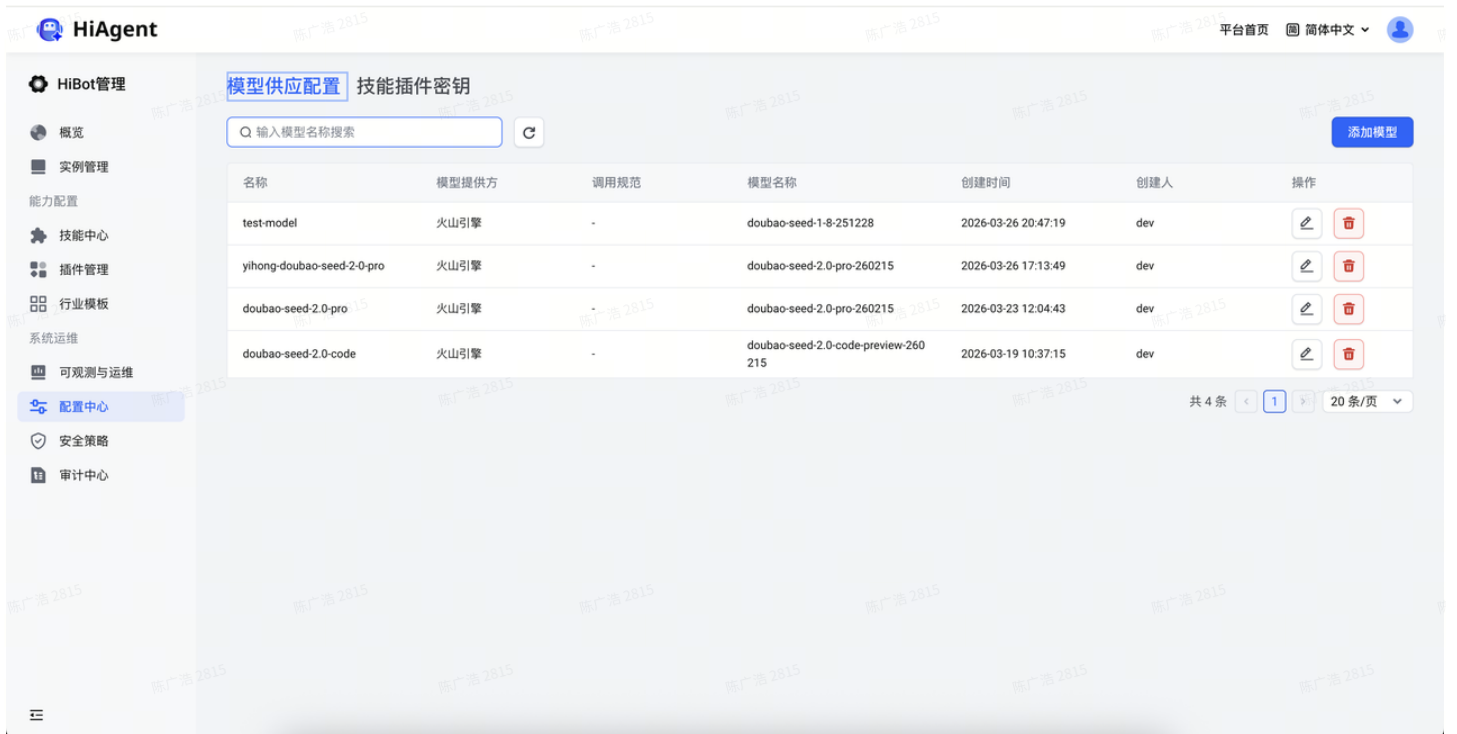 HiAgent
平台首页 简 简体中文
HiBot管理
概览
实例管理
能力配置
技能中心
插件管理
行业模板
系统运维
可观测与运维
配置中心
安全策略
审计中心
模型供应配置 技能插件密钥
输入模型名称搜索
添加模型
名称 模型提供方 调用规范 模型名称 创建时间 创建人 操作
test-model 火山引擎 - doubao-seed-1-8-251228 2026-03-26 20:47:19 dev
yihong-doubao-seed-2-0-pro 火山引擎 - doubao-seed-2.0-pro-260215 2026-03-26 17:13:49 dev
doubao-seed-2.0-pro 火山引擎 - doubao-seed-2.0-pro-260215 2026-03-23 12:04:43 dev
doubao-seed-2.0-code 火山引擎 - doubao-seed-2.0-code-preview-260
215 2026-03-19 10:37:15 dev
共 4 条 1 20 条/页
陈广浩 2815